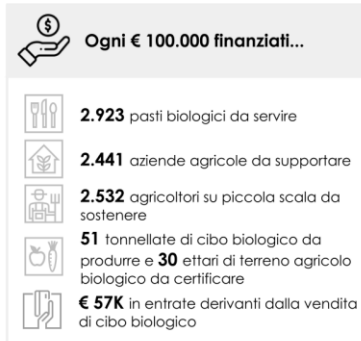 $
Ogni € 100.000 finanziati...
2.923 pasti biologici da servire
2.441 aziende agricole da supportare
2.532 agricoltori su piccola scala da
sostenere
51 tonnellate di cibo biologico da
produrre e 30 ettari di terreno agricolo
biologico da certificare
€ 57K in entrate derivanti dalla vendita
di cibo biologico